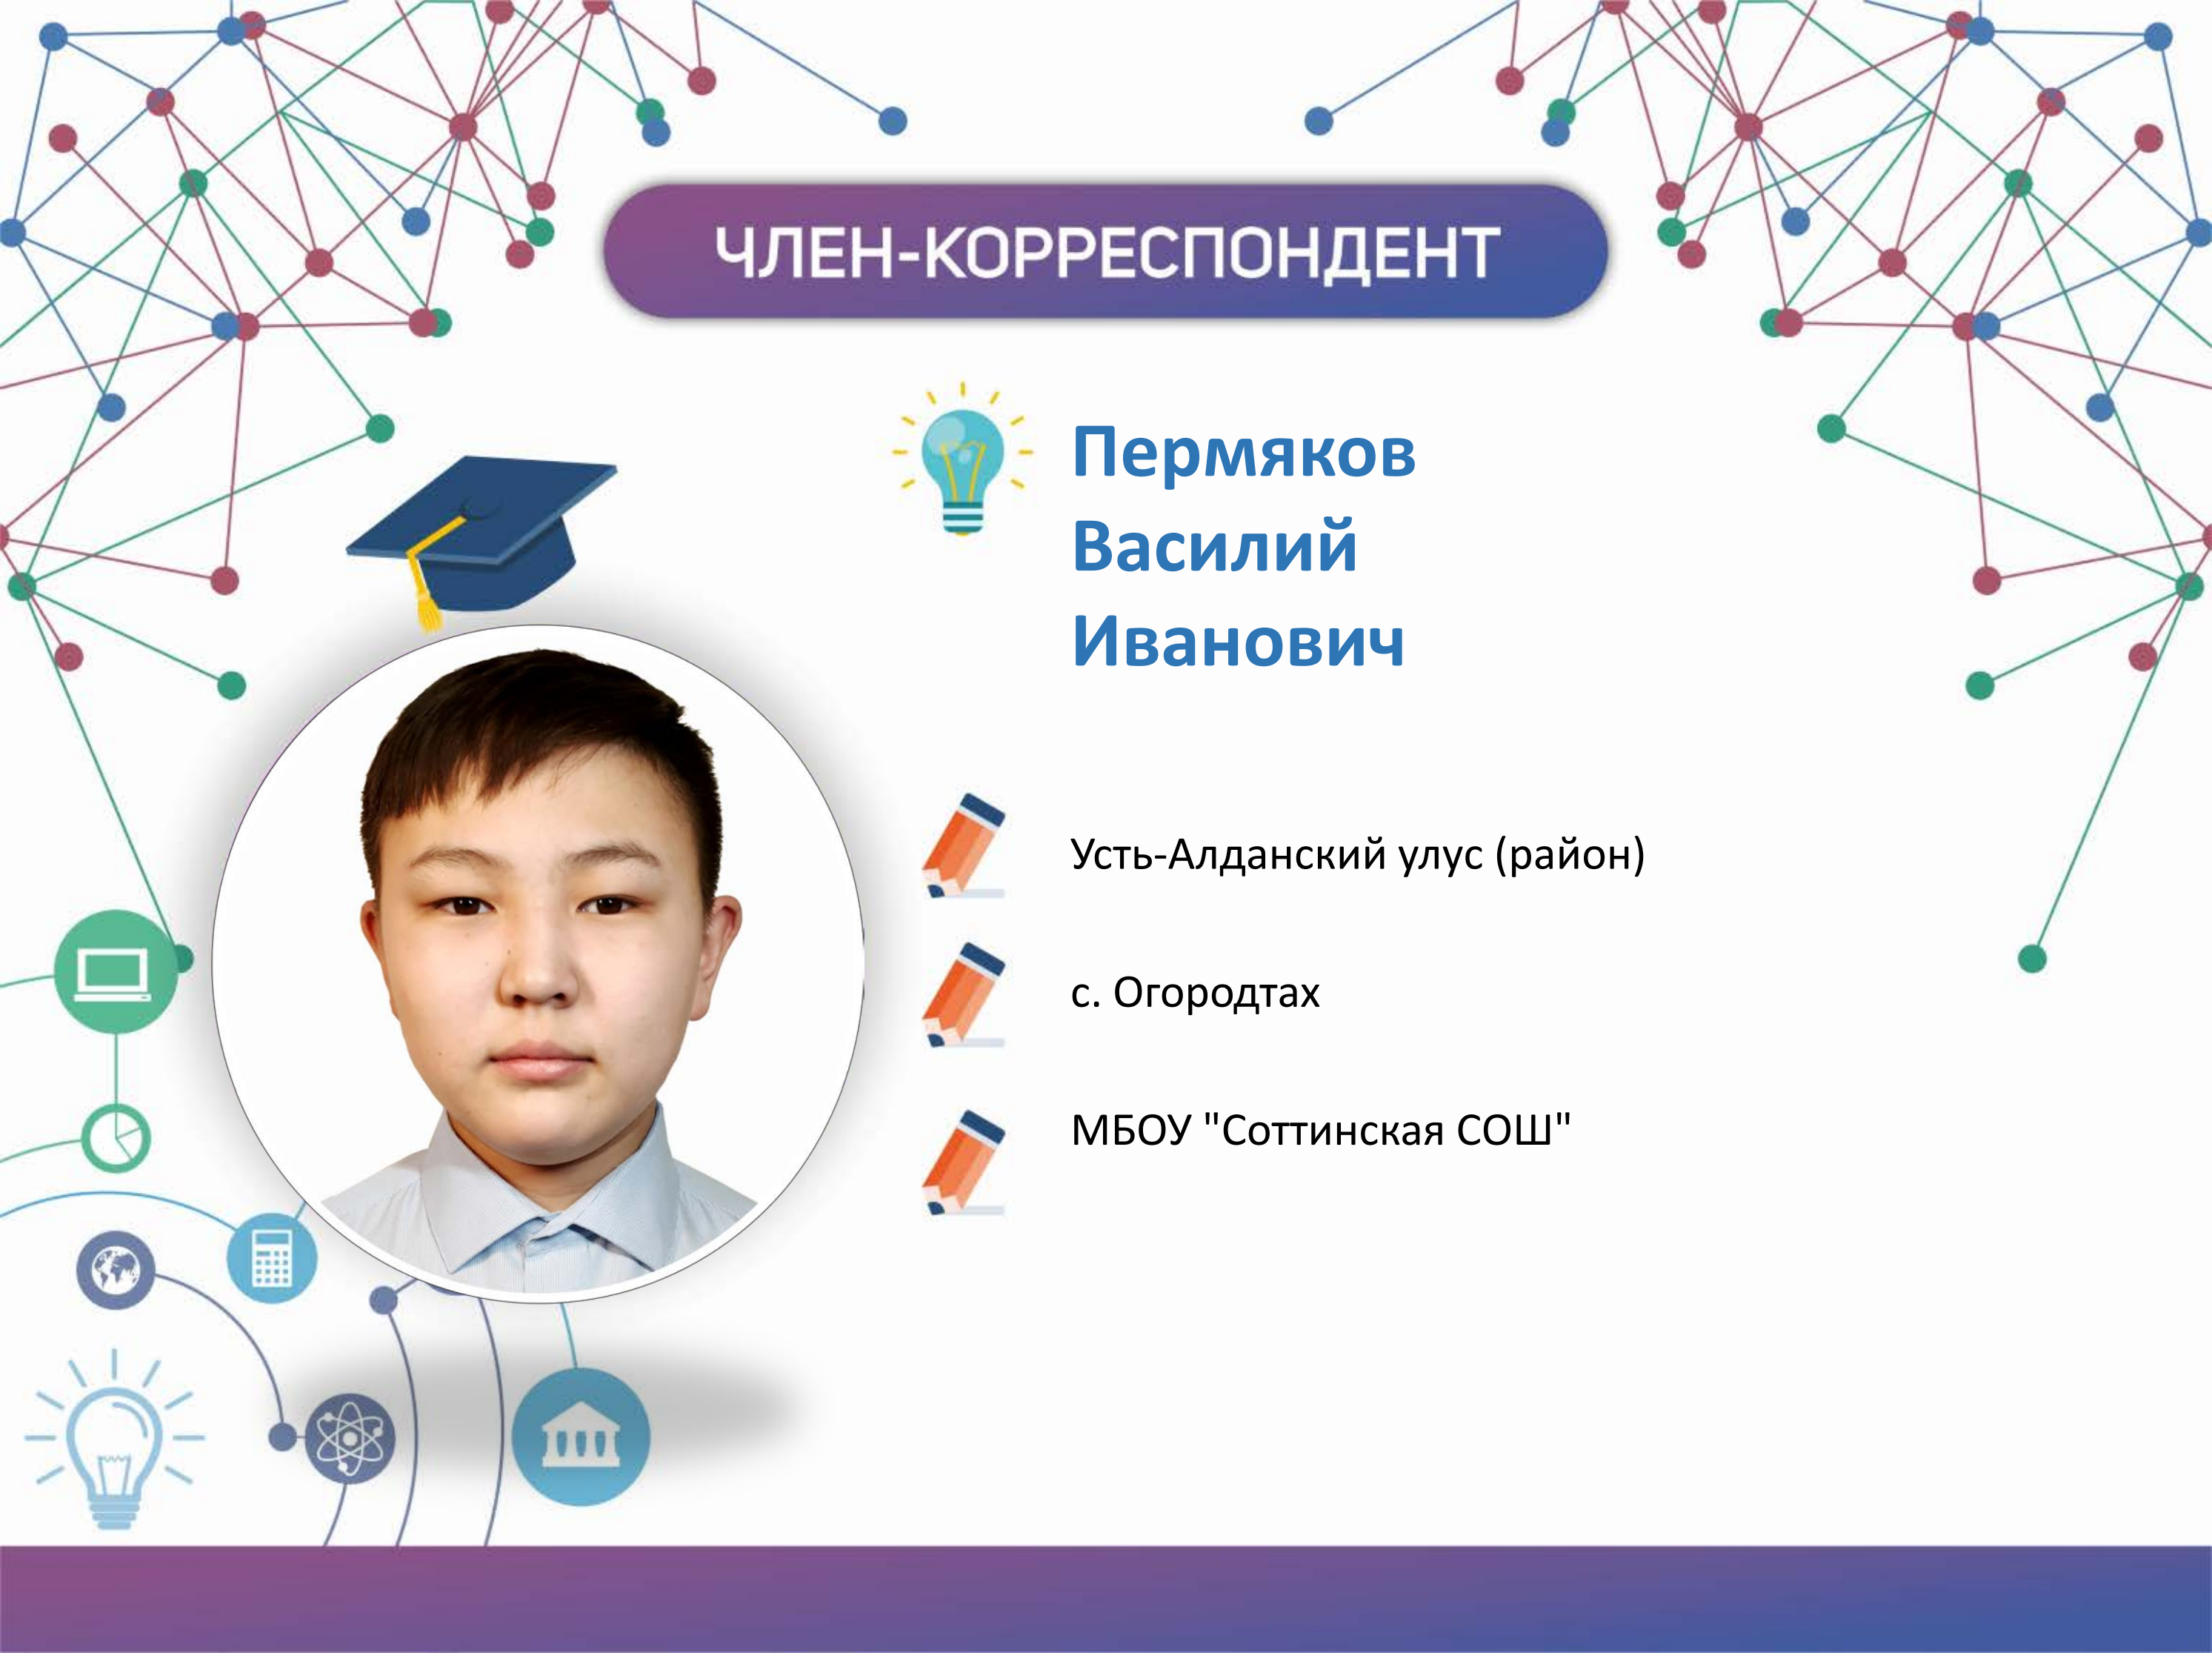 ЧЛЕН-КОРРЕСПОНДЕНТ
Пермяков
Василий
Иванович
Усть-Алданский улус (район)
с. Огородтах
МБОУ "Соттинская СОШ"